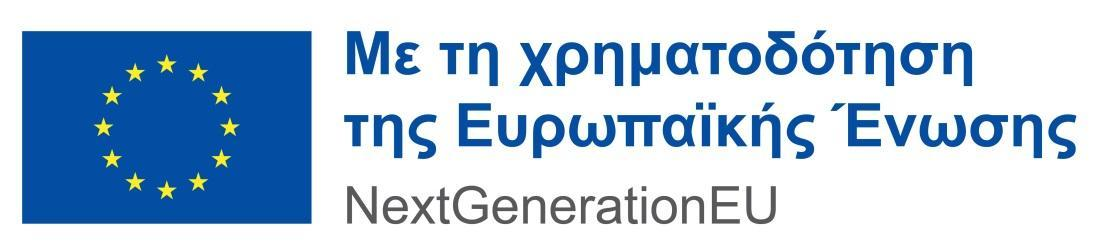 Με τη χρηματοδότηση
της Ευρωπαϊκής Ένωσης
NextGenerationEU